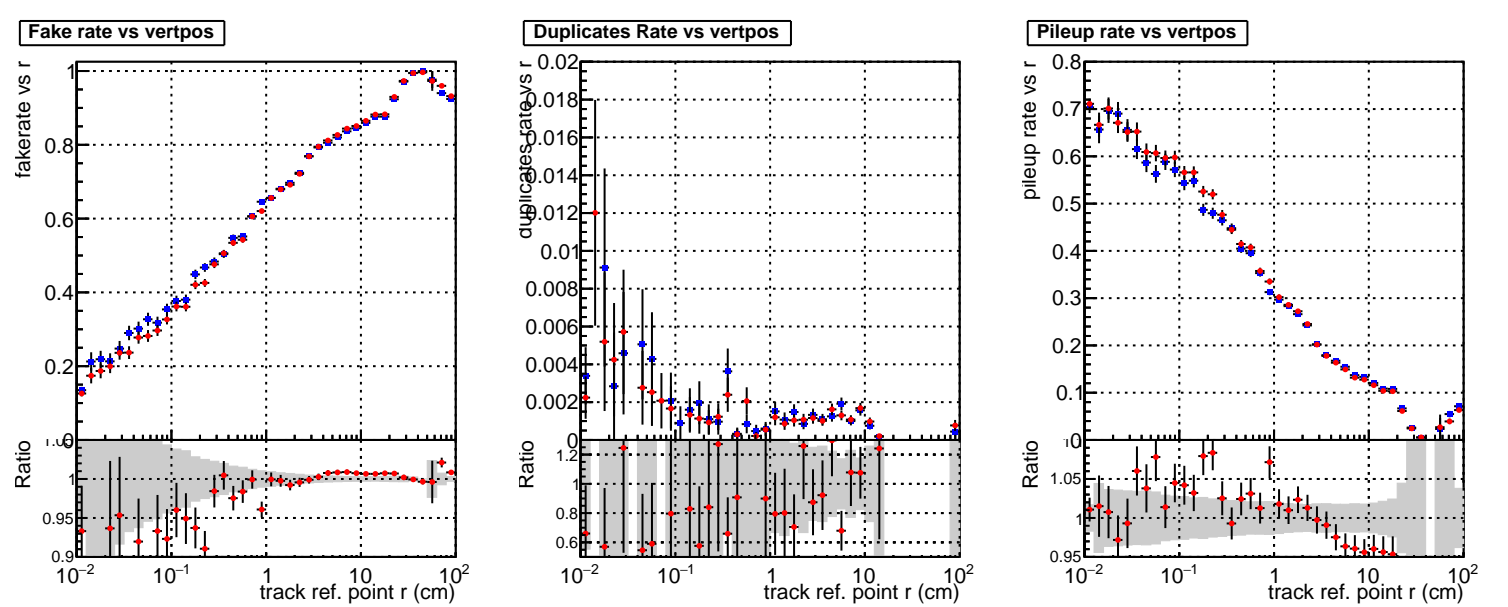 Fake rate vs vertpos
fakerate vs r
1
0.8
0.6
0.4
0.2
0
Ratio
1
0.95
0.9
10⁻² 10⁻¹ 1 10 10²
track ref. point r (cm)
Duplicates Rate vs vertpos
duplicates rate vs r
0.02
0.018
0.016
0.014
0.012
0.01
0.008
0.006
0.004
0.002
0
Ratio
1.2
1
0.8
0.6
10⁻² 10⁻¹ 1 10 10²
track ref. point r (cm)
Pileup rate vs vertpos
pileup rate vs r
0.8
0.7
0.6
0.5
0.4
0.3
0.2
0.1
0
Ratio
1.05
1
0.95
10⁻² 10⁻¹ 1 10 10²
track ref. point r (cm)